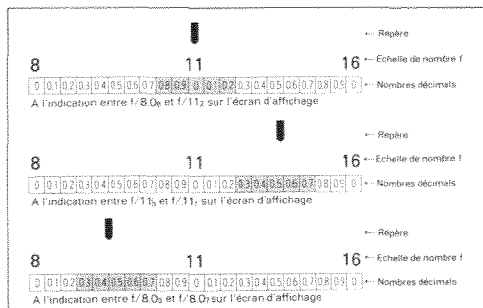 ← Repère
8 11 16 ← Echelle de nombre f
0 0.1 0.2 0.3 0.4 0.5 0.6 0.7 0.8 0.9 0 0.1 0.2 0.3 0.4 0.5 0.6 0.7 0.8 0.9 0 ← Nombres décimals
A l'indication entre f/8.0₈ et f/11₂ sur l'écran d'affichage
← Repère
8 11 16 ← Echelle de nombre f
0 0.1 0.2 0.3 0.4 0.5 0.6 0.7 0.8 0.9 0 0.1 0.2 0.3 0.4 0.5 0.6 0.7 0.8 0.9 0 ← Nombres décimals
A l'indication entre f/11₃ et f/11₇ sur l'écran d'affichage
← Repère
8 11 16 ← Echelle de nombre f
0 0.1 0.2 0.3 0.4 0.5 0.6 0.7 0.8 0.9 0 0.1 0.2 0.3 0.4 0.5 0.6 0.7 0.8 0.9 0 ← Nombres décimals
A l'indication entre f/8.0₃ et f/8.0₇ sur l'écran d'affichage